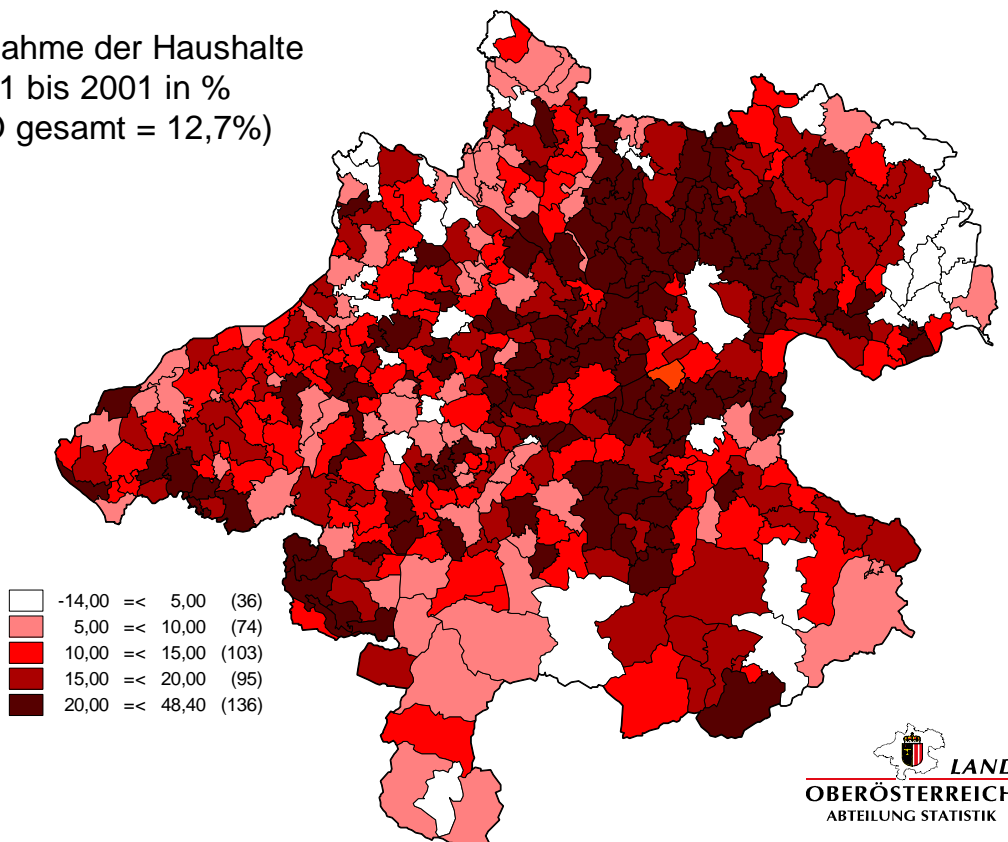 ahme der Haushalte
1 bis 2001 in %
gesamt = 12,7%)
-14,00 =< 5,00 (36)
5,00 =< 10,00 (74)
10,00 =< 15,00 (103)
15,00 =< 20,00 (95)
20,00 =< 48,40 (136)
LAND
OBERÖSTERREICH
ABTEILUNG STATISTIK